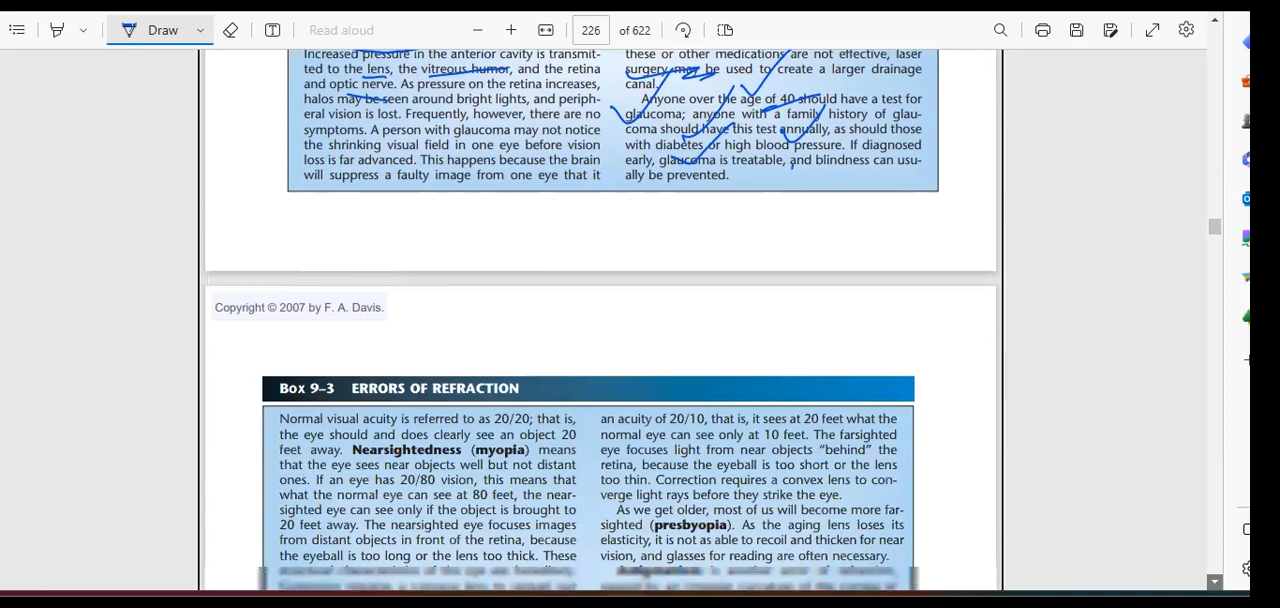 Draw
Read aloud
226 of 622
Increased pressure in the anterior cavity is transmit-
ted to the lens, the vitreous humor, and the retina
and optic nerve. As pressure on the retina increases,
halos may be seen around bright lights, and periph-
eral vision is lost. Frequently, however, there are no
symptoms. A person with glaucoma may not notice
the shrinking visual field in one eye before vision
loss is far advanced. This happens because the brain
will suppress a faulty image from one eye that it
these or other medications are not effective, laser
surgery may be used to create a larger drainage
canal.
Anyone over the age of 40 should have a test for
glaucoma; anyone with a family history of glau-
coma should have this test annually, as should those
with diabetes or high blood pressure. If diagnosed
early, glaucoma is treatable, and blindness can usu-
ally be prevented.
Copyright © 2007 by F. A. Davis.
Box 9–3 ERRORS OF REFRACTION
Normal visual acuity is referred to as 20/20; that is,
the eye should and does clearly see an object 20
feet away. Nearsightedness (myopia) means
that the eye sees near objects well but not distant
ones. If an eye has 20/80 vision, this means that
what the normal eye can see at 80 feet, the near-
sighted eye can see only if the object is brought to
20 feet away. The nearsighted eye focuses images
from distant objects in front of the retina, because
the eyeball is too long or the lens too thick. These
structural characteristics of the eye are hereditary.
an acuity of 20/10, that is, it sees at 20 feet what the
normal eye can see only at 10 feet. The farsighted
eye focuses light from near objects “behind” the
retina, because the eyeball is too short or the lens
too thin. Correction requires a convex lens to con-
verge light rays before they strike the eye.
As we get older, most of us will become more far-
sighted (presbyopia). As the aging lens loses its
elasticity, it is not as able to recoil and thicken for near
vision, and glasses for reading are often necessary.
Astigmatism is another error of refraction,